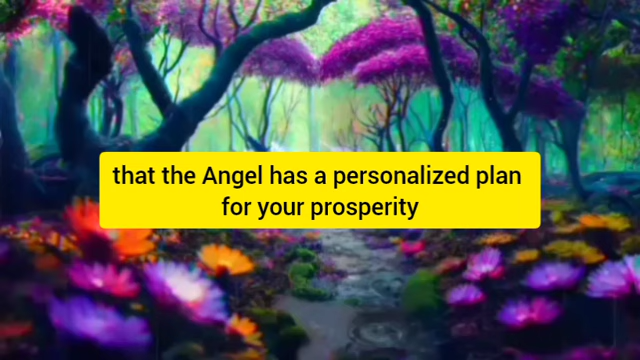 that the Angel has a personalized plan
for your prosperity